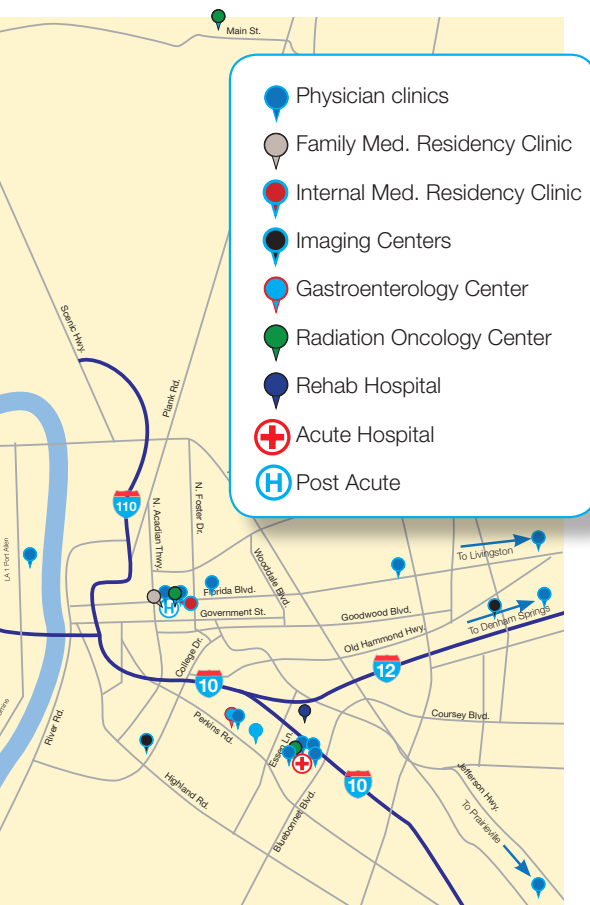 Main St.
Physician clinics
Family Med. Residency Clinic
Internal Med. Residency Clinic
Imaging Centers
Gastroenterology Center
Radiation Oncology Center
Rehab Hospital
Acute Hospital
H Post Acute
Scenic Hwy.
Plank Rd.
110
N. Acadian Thwy.
N. Foster Dr.
Wooddale Blvd.
LA 1 Port Allen
To Livingston
Florida Blvd.
H
Government St.
Goodwood Blvd.
To Denham Springs
Old Hammond Hwy.
College Dr.
12
10
River Rd.
Perkins Rd.
Essen Ln.
Coursey Blvd.
Highland Rd.
10
Bluebonnet Blvd.
Jefferson Hwy.
To Prairieville